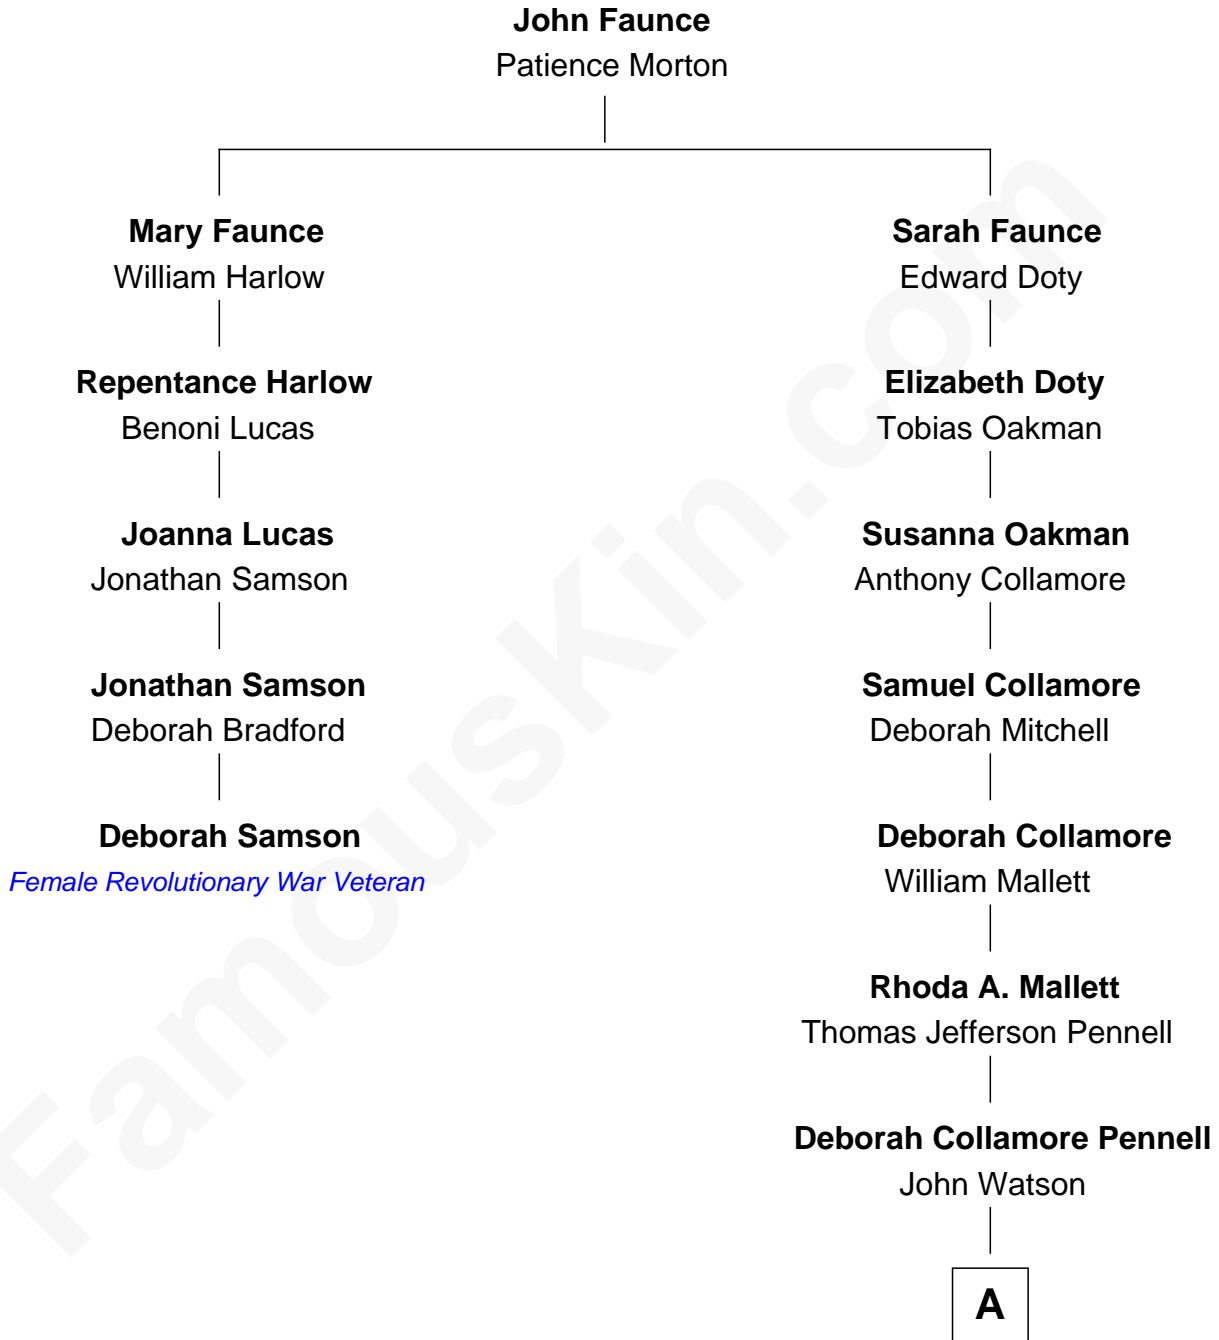 John Faunce
Patience Morton
Mary Faunce
William Harlow
Sarah Faunce
Edward Doty
Repentance Harlow
Benoni Lucas
Elizabeth Doty
Tobias Oakman
Joanna Lucas
Jonathan Samson
Susanna Oakman
Anthony Collamore
Jonathan Samson
Deborah Bradford
Samuel Collamore
Deborah Mitchell
Deborah Samson
Female Revolutionary War Veteran
Deborah Collamore
William Mallett
Rhoda A. Mallett
Thomas Jefferson Pennell
Deborah Collamore Pennell
John Watson
A
FamousKin.com